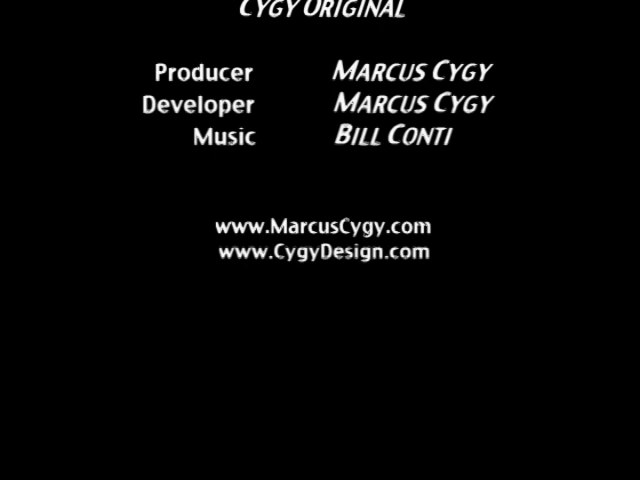 CYGY ORIGINAL
Producer MARCUS CYGY
Developer MARCUS CYGY
Music BILL CONTI
www.MarcusCygy.com
www.CygyDesign.com